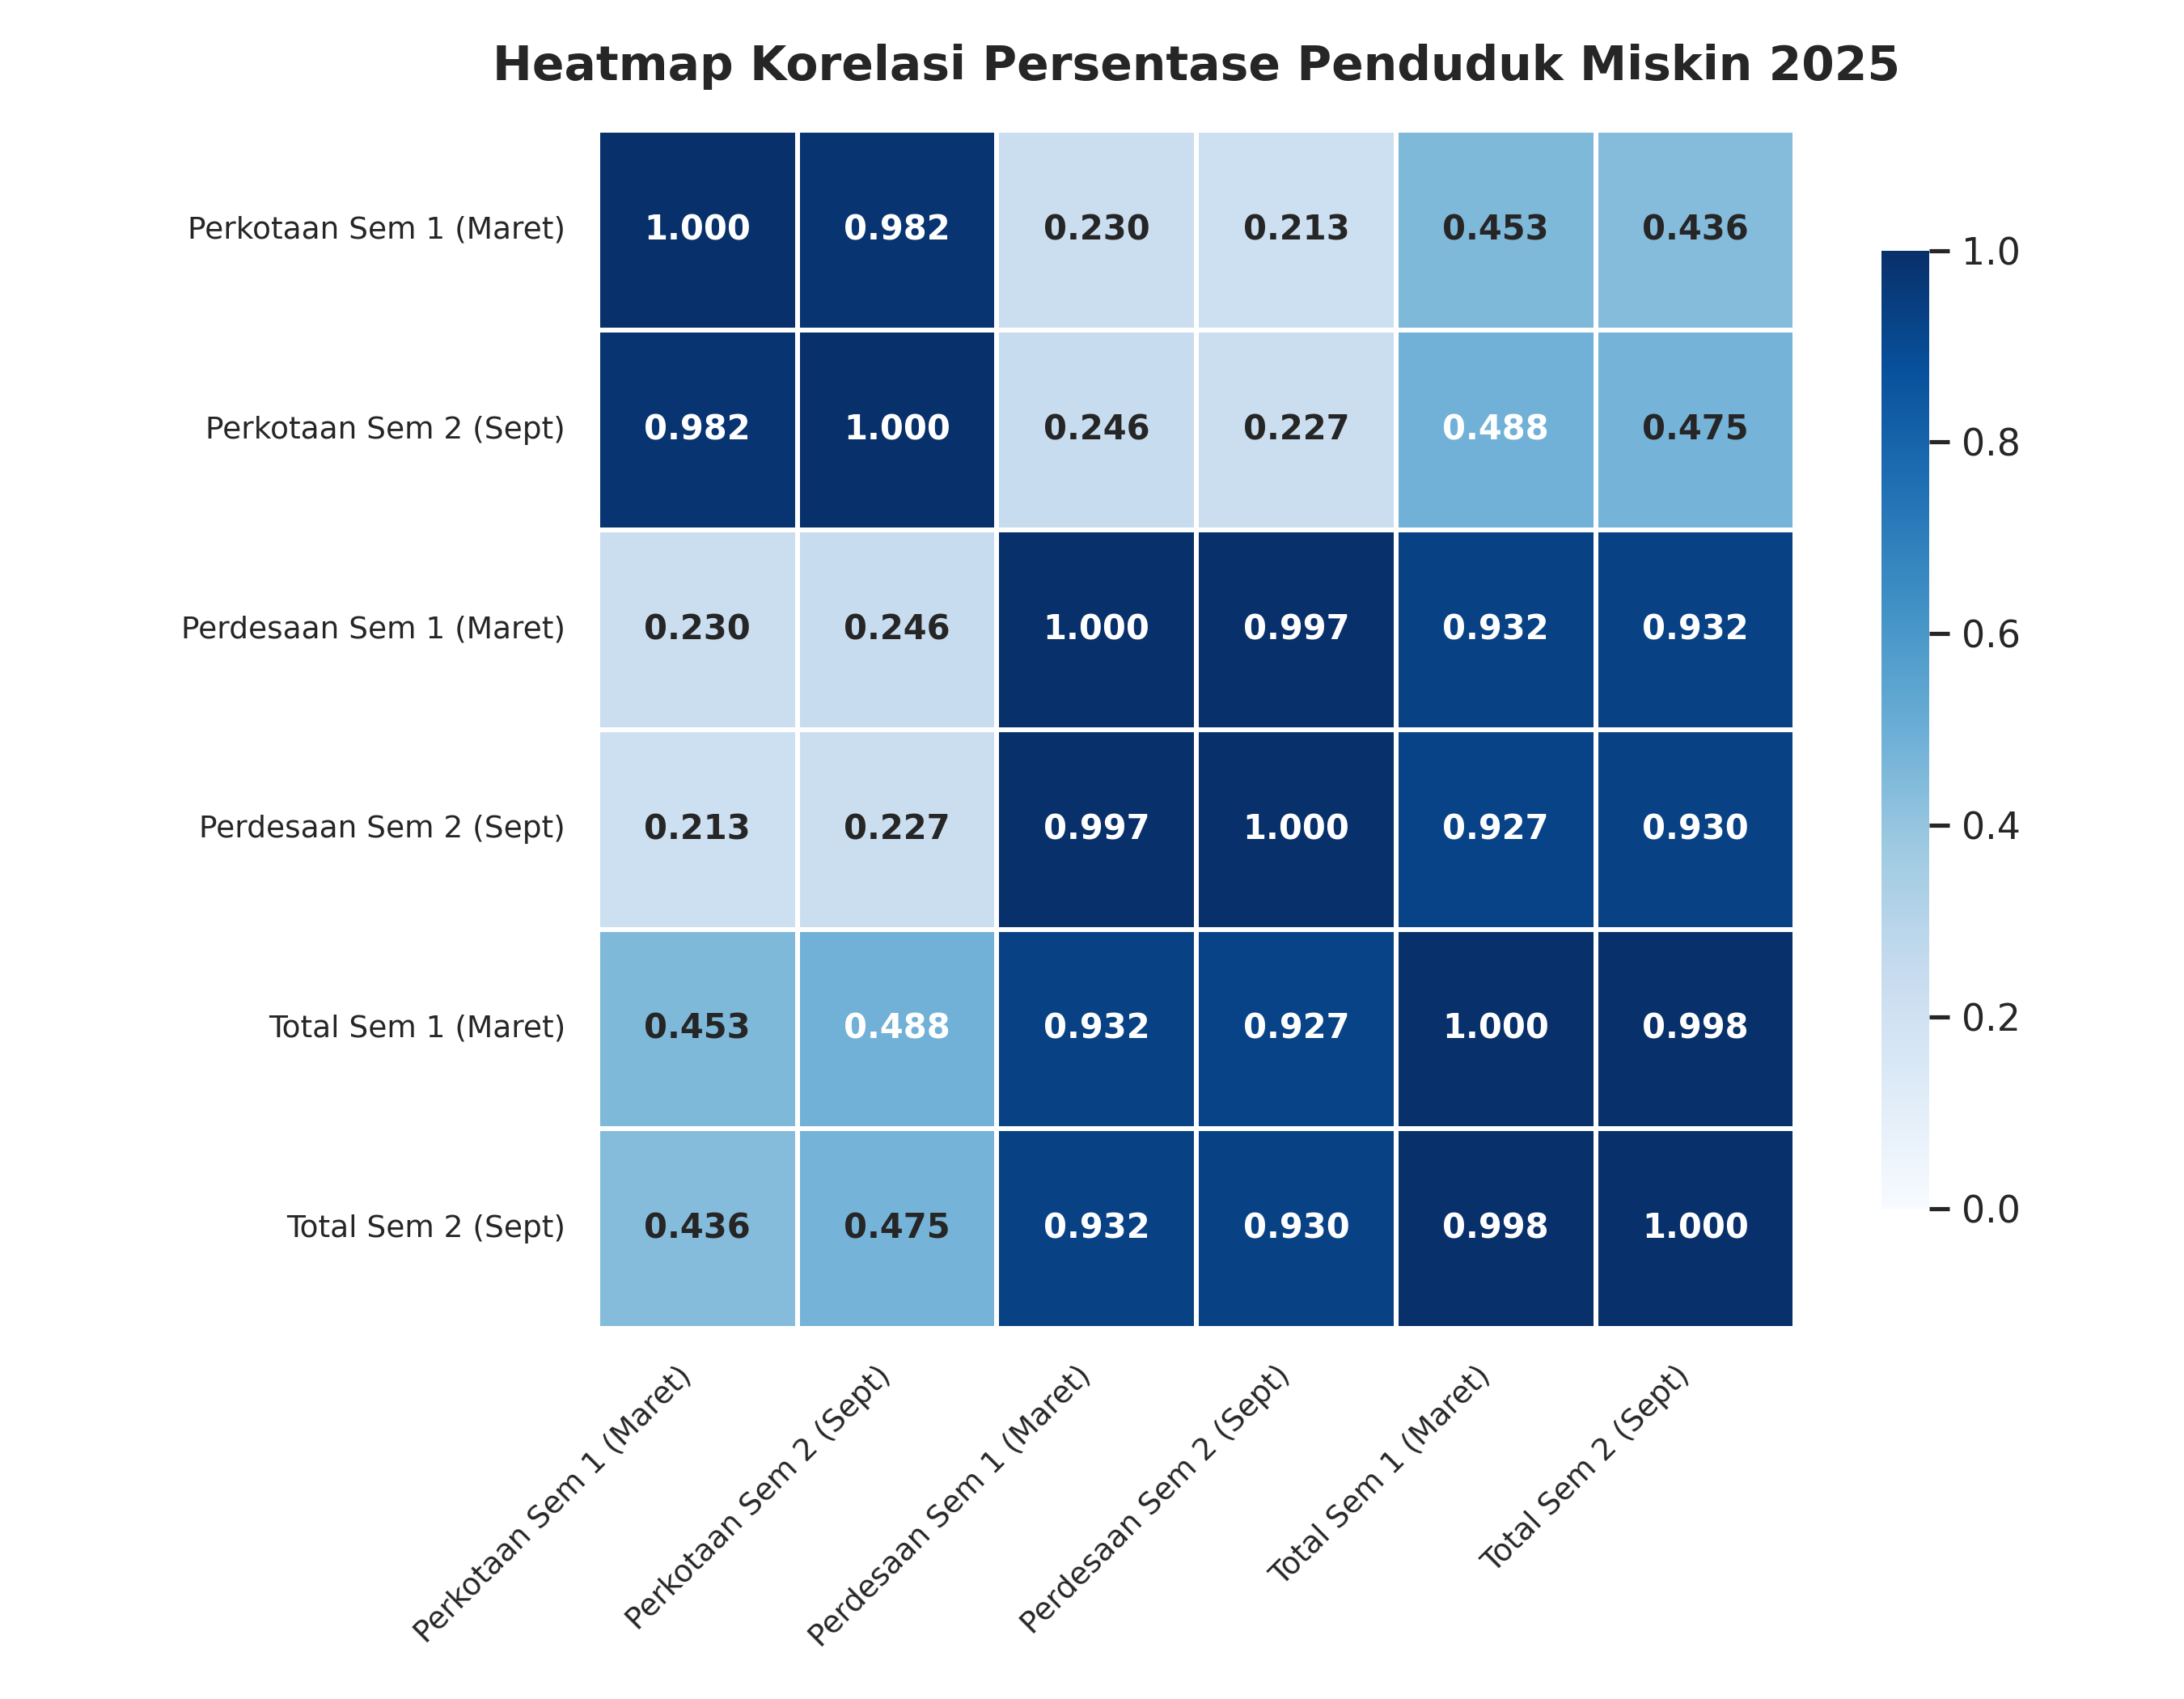 Heatmap Korelasi Persentase Penduduk Miskin 2025
Perkotaan Sem 1 (Maret) 1.000 0.982 0.230 0.213 0.453 0.436
Perkotaan Sem 2 (Sept) 0.982 1.000 0.246 0.227 0.488 0.475
Perdesaan Sem 1 (Maret) 0.230 0.246 1.000 0.997 0.932 0.932
Perdesaan Sem 2 (Sept) 0.213 0.227 0.997 1.000 0.927 0.930
Total Sem 1 (Maret) 0.453 0.488 0.932 0.927 1.000 0.998
Total Sem 2 (Sept) 0.436 0.475 0.932 0.930 0.998 1.000
Perkotaan Sem 1 (Maret)
Perkotaan Sem 2 (Sept)
Perdesaan Sem 1 (Maret)
Perdesaan Sem 2 (Sept)
Total Sem 1 (Maret)
Total Sem 2 (Sept)
1.0
0.8
0.6
0.4
0.2
0.0